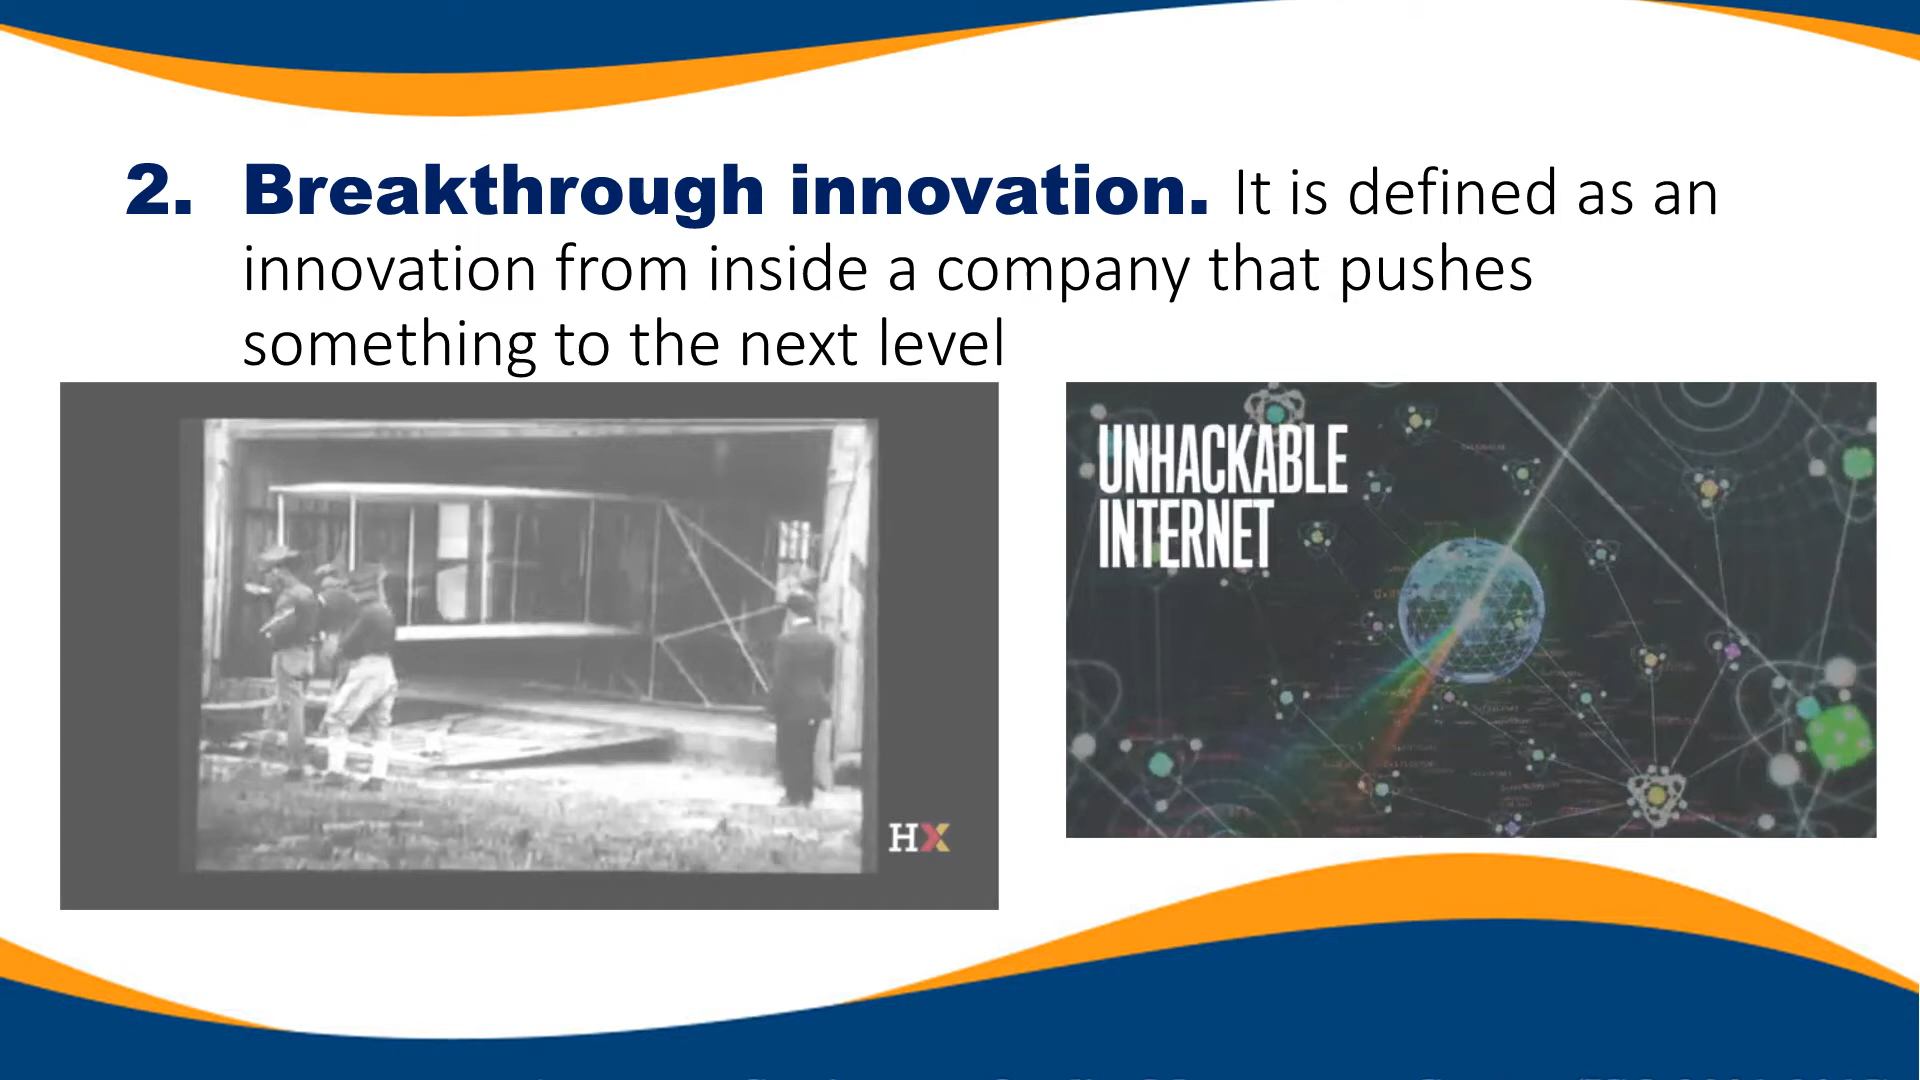 2. Breakthrough innovation. It is defined as an
innovation from inside a company that pushes
something to the next level
UNHACKABLE
INTERNET
HX